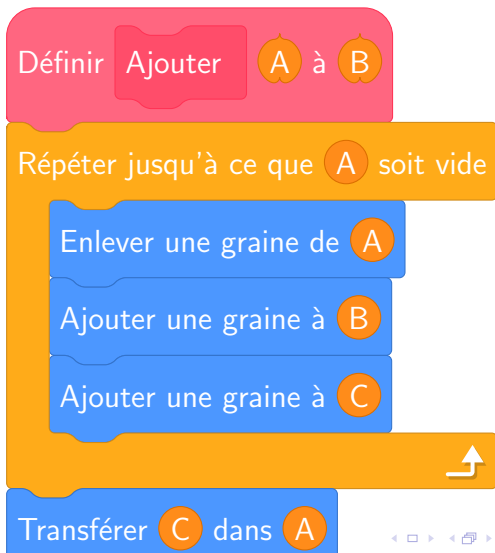 Définir Ajouter A à B
Répéter jusqu'à ce que A soit vide
Enlever une graine de A
Ajouter une graine à B
Ajouter une graine à C
Transférer C dans A